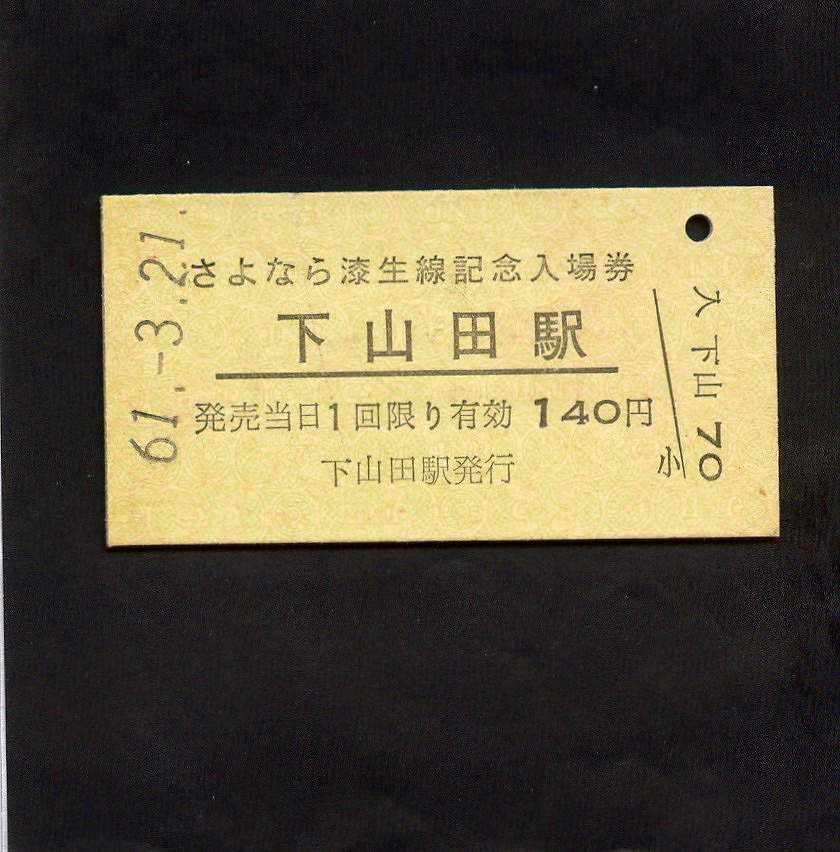 61.-3.21.
さよなら漆生線記念入場券
下山田駅
発売当日1回限り有効 140円
下山田駅発行
入 下山 70
小